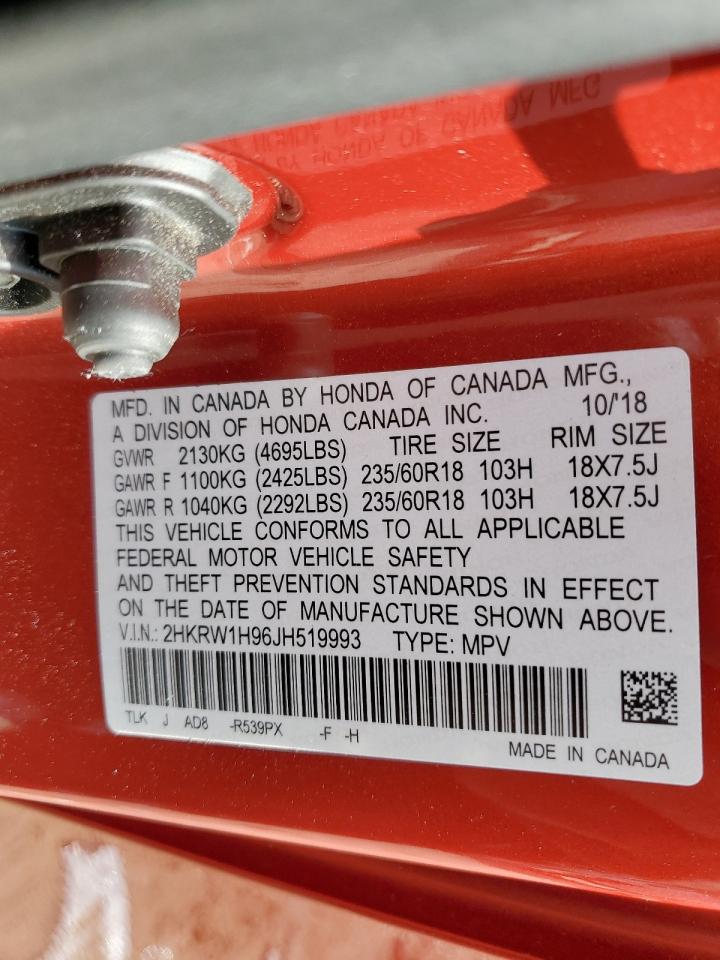 MFD. IN CANADA BY HONDA OF CANADA MFG.,
A DIVISION OF HONDA CANADA INC. 10/'18
GVWR 2130KG (4695LBS) TIRE SIZE RIM SIZE
GAWR F 1100KG (2425LBS) 235/60R18 103H 18X7.5J
GAWR R 1040KG (2292LBS) 235/60R18 103H 18X7.5J
THIS VEHICLE CONFORMS TO ALL APPLICABLE
FEDERAL MOTOR VEHICLE SAFETY
AND THEFT PREVENTION STANDARDS IN EFFECT
ON THE DATE OF MANUFACTURE SHOWN ABOVE.
V.I.N.: 2HKRW1H96JH519993 TYPE: MPV
TLK J AD8 -R539PX -F -H
MADE IN CANADA